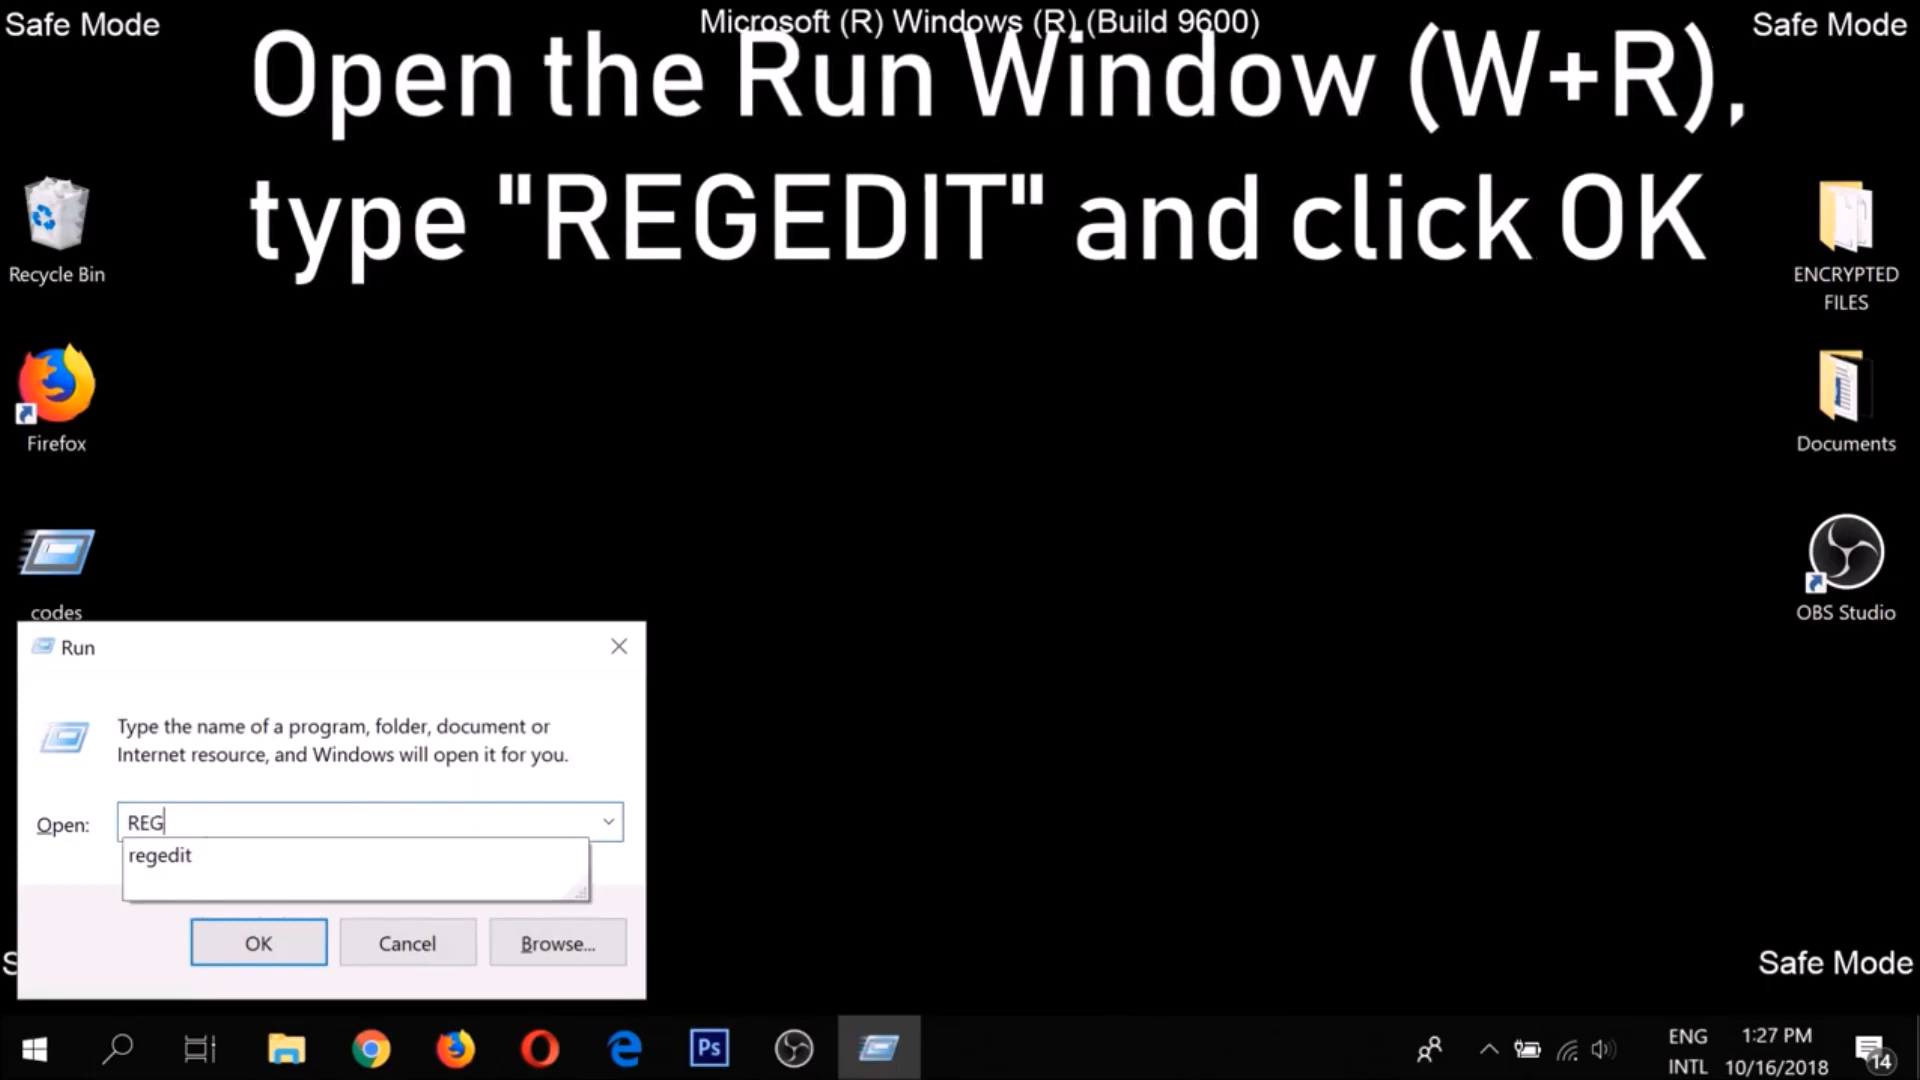 Safe Mode
Microsoft (R) Windows (R) (Build 9600)
Safe Mode
Open the Run Window (W+R),
type "REGEDIT" and click OK
Recycle Bin
ENCRYPTED
FILES
Firefox
Documents
codes
OBS Studio
Run
Type the name of a program, folder, document or
Internet resource, and Windows will open it for you.
Open:
REG
regedit
OK
Cancel
Browse...
S
Safe Mode
Ps
ENG
INTL
1:27 PM
10/16/2018
14